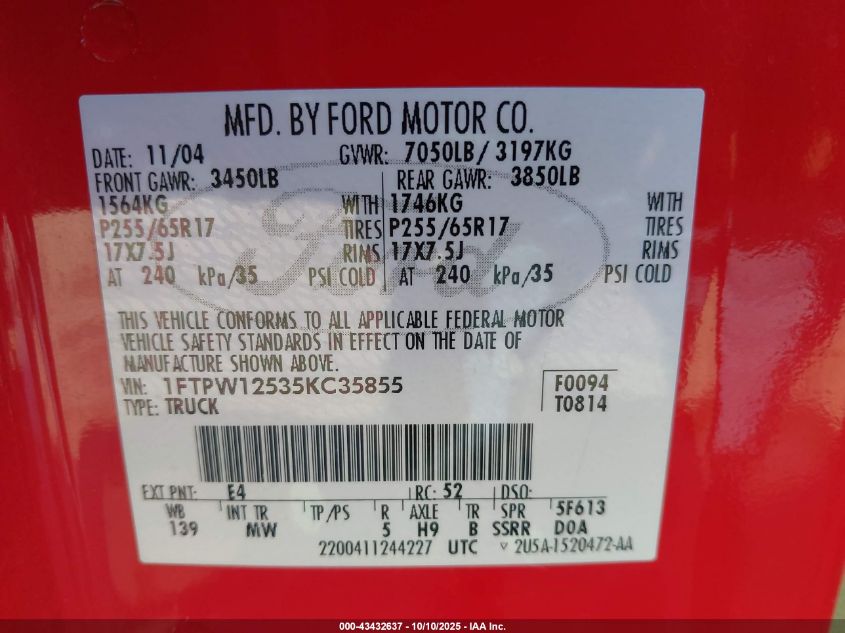 MFD. BY FORD MOTOR CO.
DATE: 11/04 GVWR: 7050LB/ 3197KG
FRONT GAWR: 3450LB REAR GAWR: 3850LB
1564KG WITH 1746KG WITH
P255/65R17 TIRES P255/65R17 TIRES
17X7.5J RIMS 17X7.5J RIMS
AT 240 kPa/35 PSI COLD AT 240 kPa/35 PSI COLD
Ford
THIS VEHICLE CONFORMS TO ALL APPLICABLE FEDERAL MOTOR
VEHICLE SAFETY STANDARDS IN EFFECT ON THE DATE OF
MANUFACTURE SHOWN ABOVE.
VIN: 1FTPW12535KC35855 F0094
TYPE: TRUCK T0814
EXT PNT: E4 RC: 52 DSO:
WB INT TR TP/PS R AXLE TR SPR 5F613
139 MW 5 H9 B SSRR DOA
2200411244227 UTC ▽ 2U5A-1520472-AA
000-43432637 - 10/10/2025 - IAA Inc.